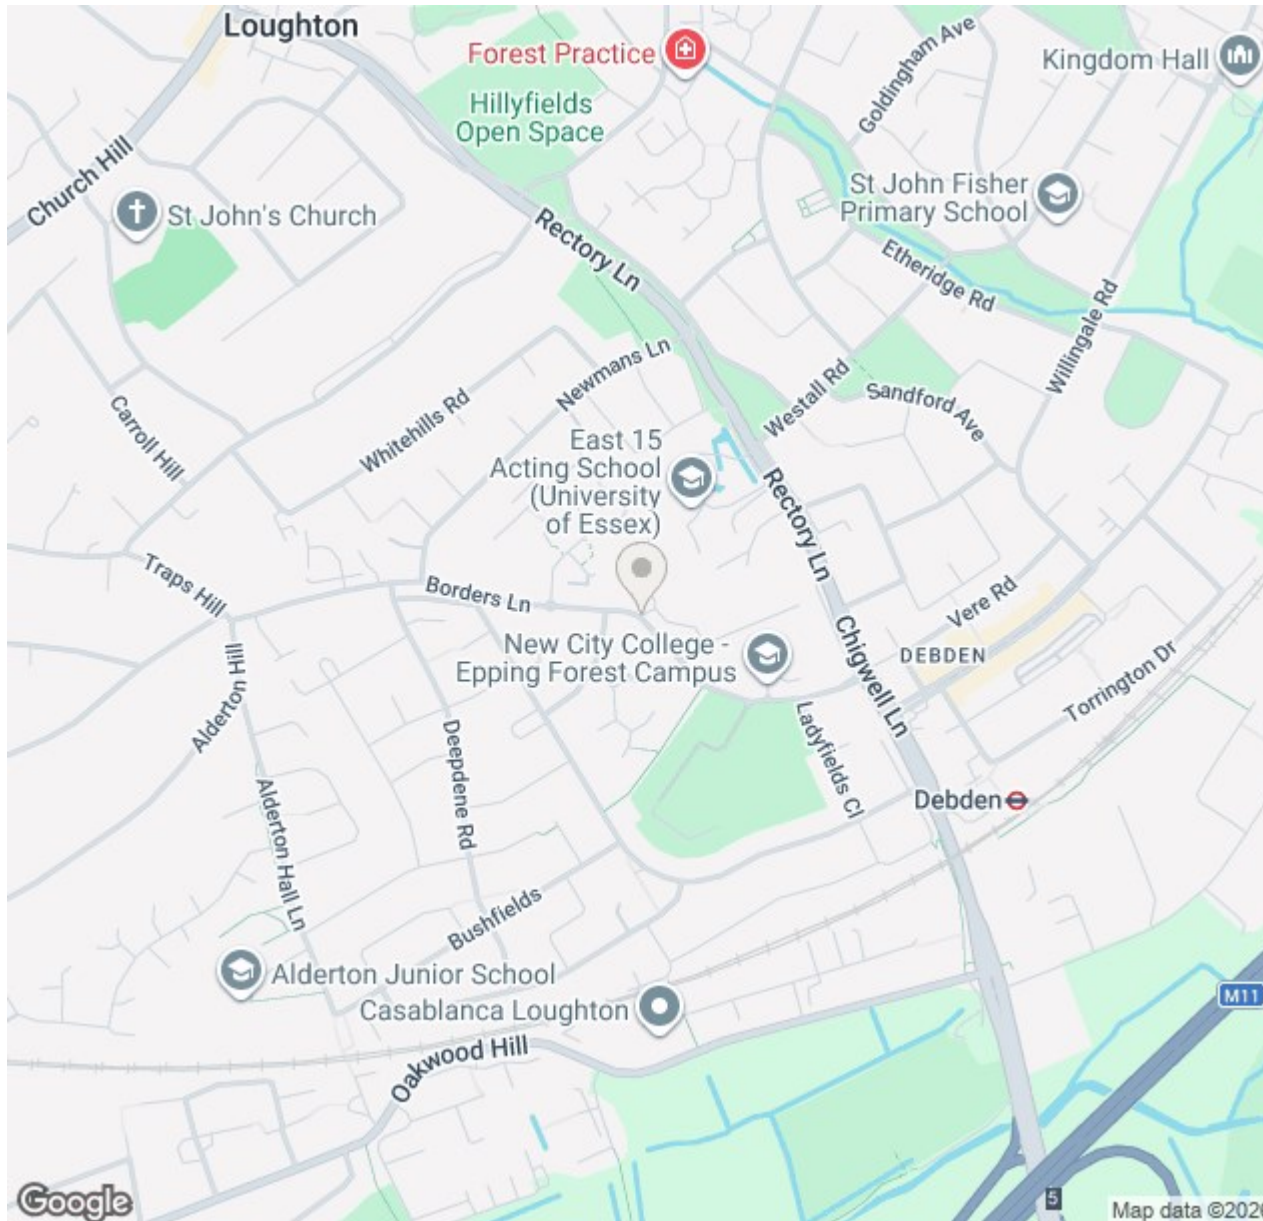 Loughton
Forest Practice
Hillyfields
Open Space
Goldingham Ave
Kingdom Hall
Church Hill
St John's Church
Rectory Ln
St John Fisher
Primary School
Etheridge Rd
Willingale Rd
Carroll Hill
Whitehills Rd
Newmans Ln
Westall Rd
Sandford Ave
East 15
Acting School
(University
of Essex)
Rectory Ln
Traps Hill
Borders Ln
Vere Rd
New City College -
Epping Forest Campus
Chigwell Ln
DEBDEN
Torrington Dr
Alderton Hill
Deepdene Rd
Ladyfields Cl
Alderton Hall Ln
Debden
Bushfields
Alderton Junior School
Casablanca Loughton
M11
Oakwood Hill
5
Google
Map data ©2026